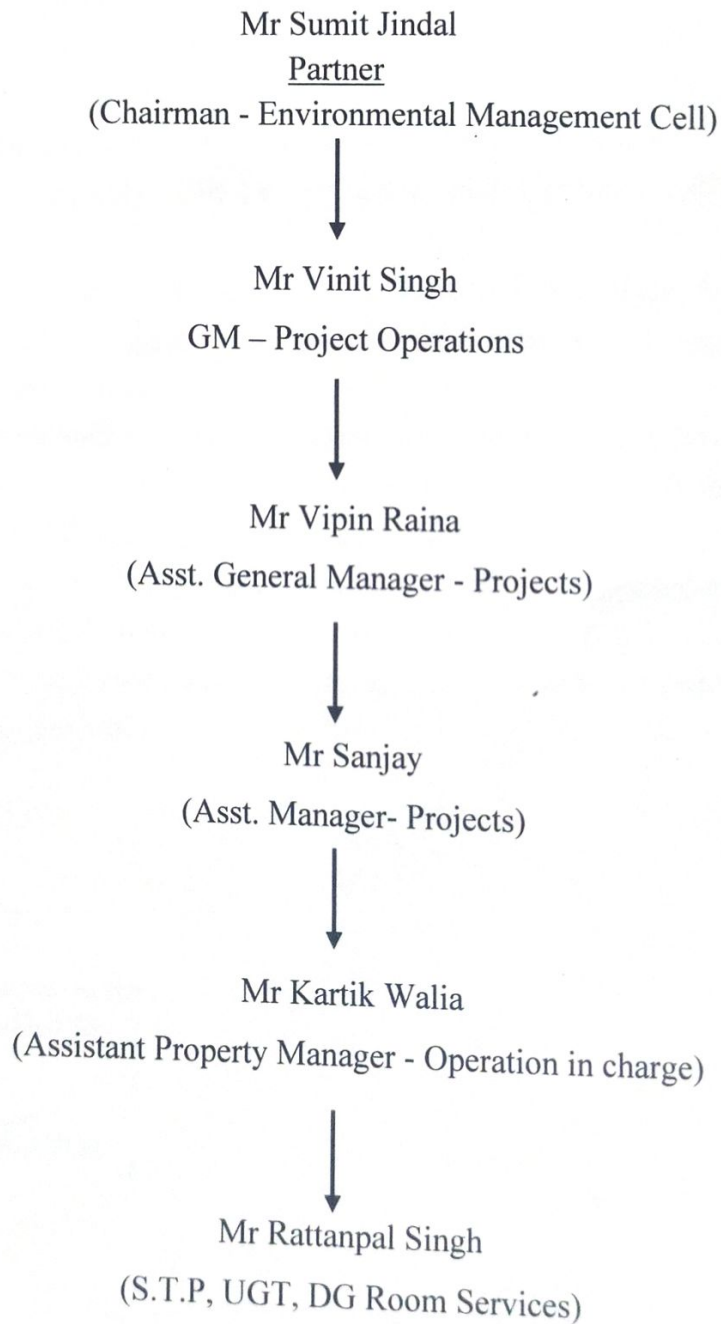 Mr Sumit Jindal
Partner
(Chairman - Environmental Management Cell)
Mr Vinit Singh
GM – Project Operations
Mr Vipin Raina
(Asst. General Manager - Projects)
Mr Sanjay
(Asst. Manager- Projects)
Mr Kartik Walia
(Assistant Property Manager - Operation in charge)
Mr Rattanpal Singh
(S.T.P, UGT, DG Room Services)